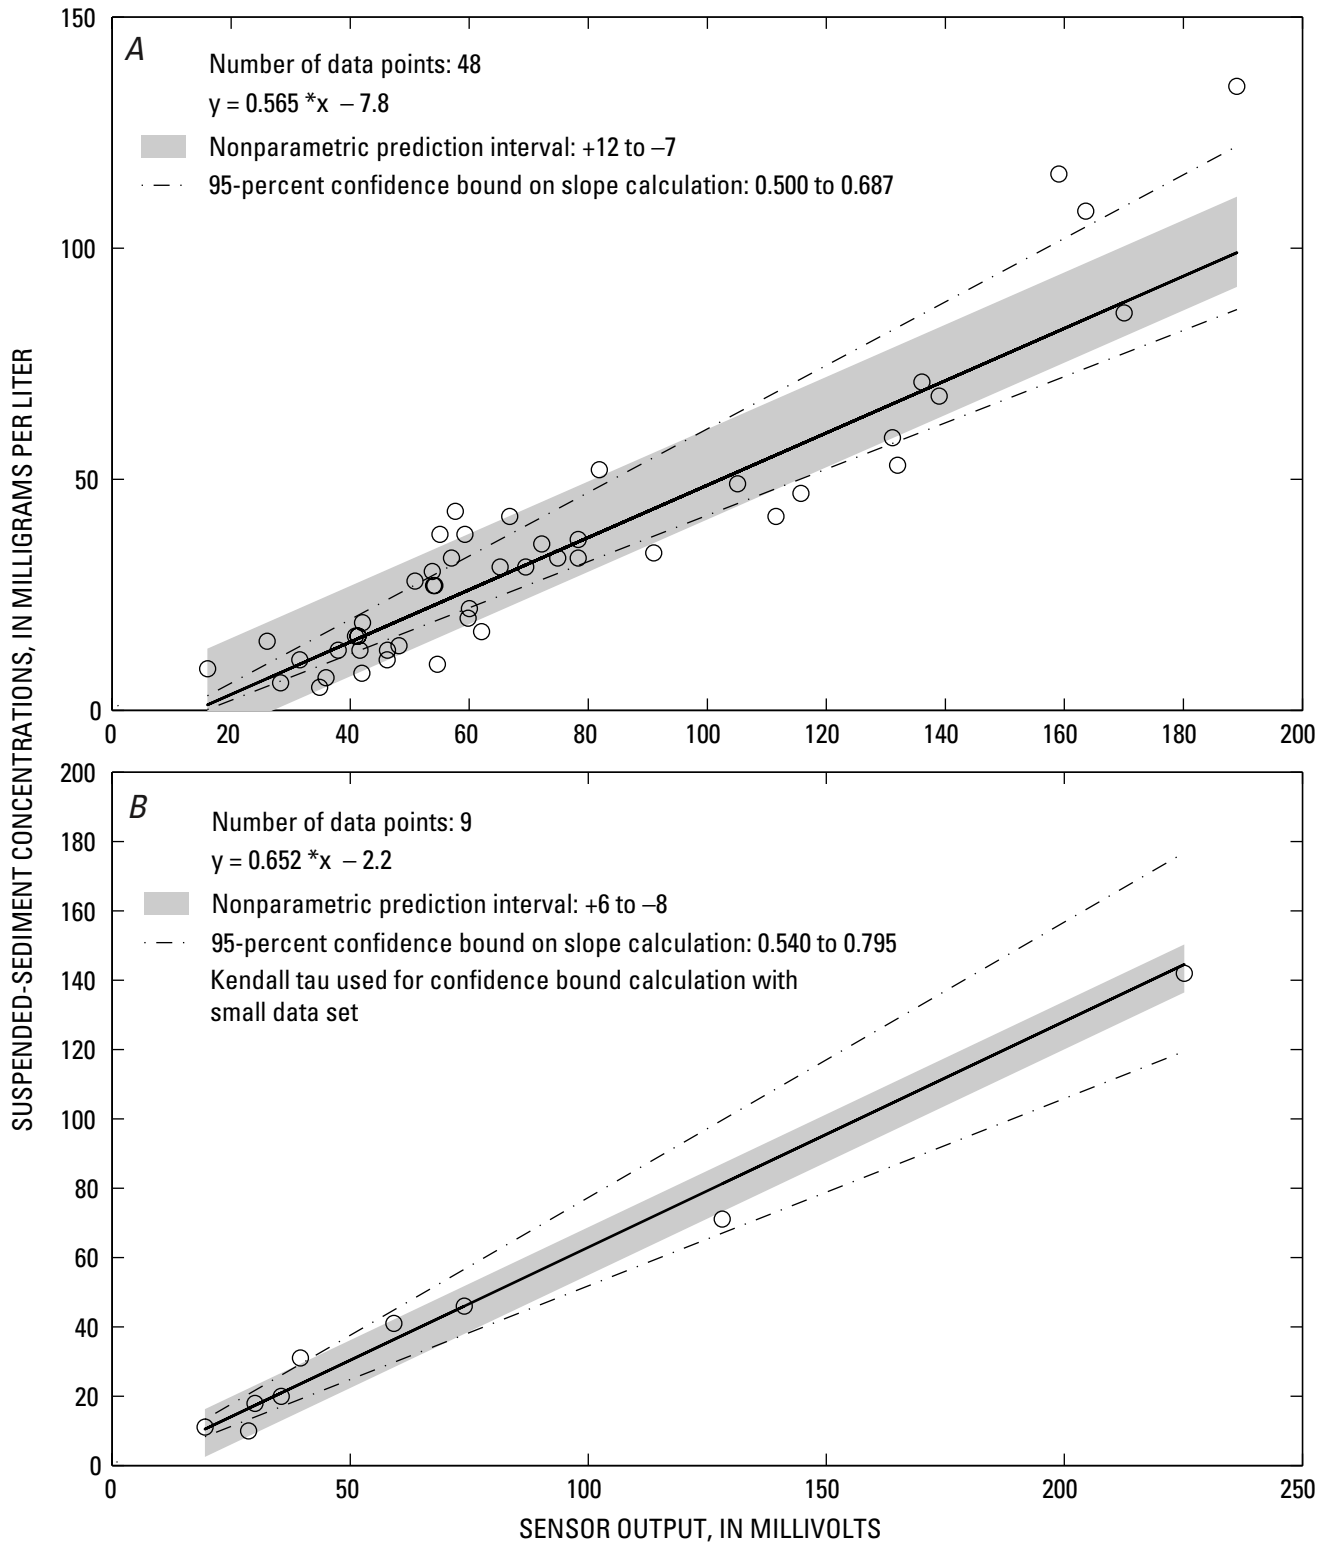 SUSPENDED-SEDIMENT CONCENTRATIONS, IN MILLIGRAMS PER LITER
A
Number of data points: 48
y = 0.565 *x – 7.8
Nonparametric prediction interval: +12 to –7
95-percent confidence bound on slope calculation: 0.500 to 0.687
150
100
50
0
0 20 40 60 80 100 120 140 160 180 200
B
Number of data points: 9
y = 0.652 *x – 2.2
Nonparametric prediction interval: +6 to –8
95-percent confidence bound on slope calculation: 0.540 to 0.795
Kendall tau used for confidence bound calculation with
small data set
200
180
160
140
120
100
80
60
40
20
0
0 50 100 150 200 250
SENSOR OUTPUT, IN MILLIVOLTS